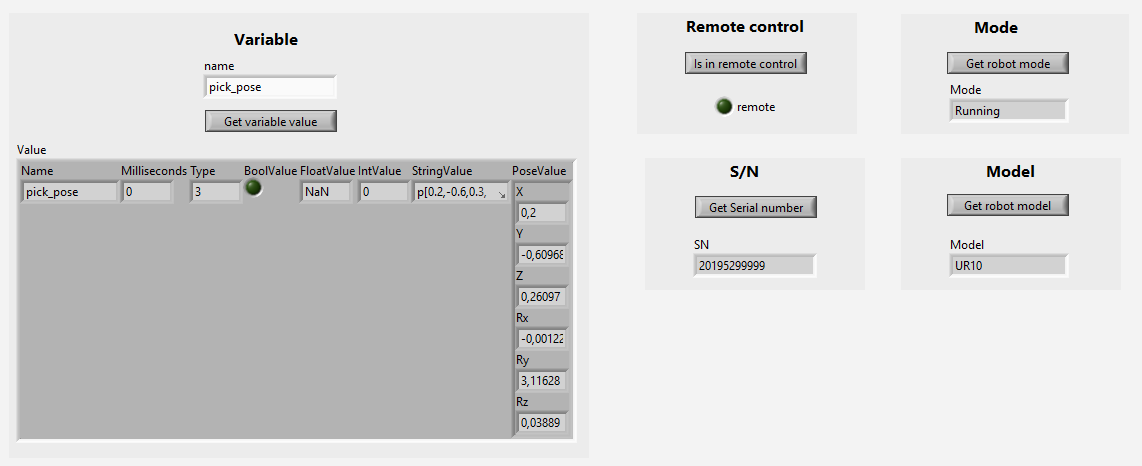 Variable
name
pick_pose
Get variable value
Value
Name Milliseconds Type BoolValue FloatValue IntValue StringValue PoseValue
pick_pose 0 3 NaN 0 p[0.2,-0.6,0.3,
X
0,2
Y
-0,60968
Z
0,26097
Rx
-0,00122
Ry
3,11628
Rz
0,03889
Remote control
Is in remote control
remote
Mode
Get robot mode
Mode
Running
S/N
Get Serial number
SN
20195299999
Model
Get robot model
Model
UR10